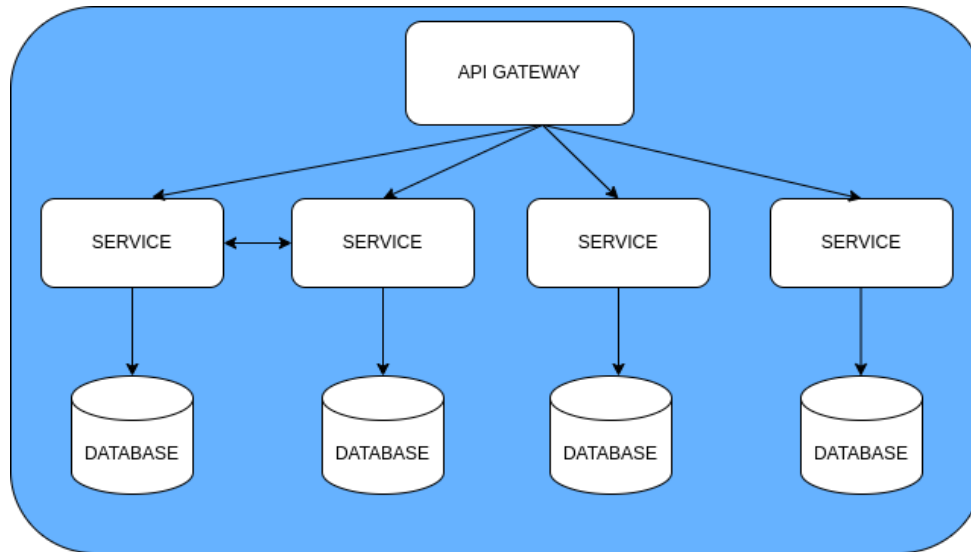 API GATEWAY
SERVICE
SERVICE
SERVICE
SERVICE
DATABASE
DATABASE
DATABASE
DATABASE